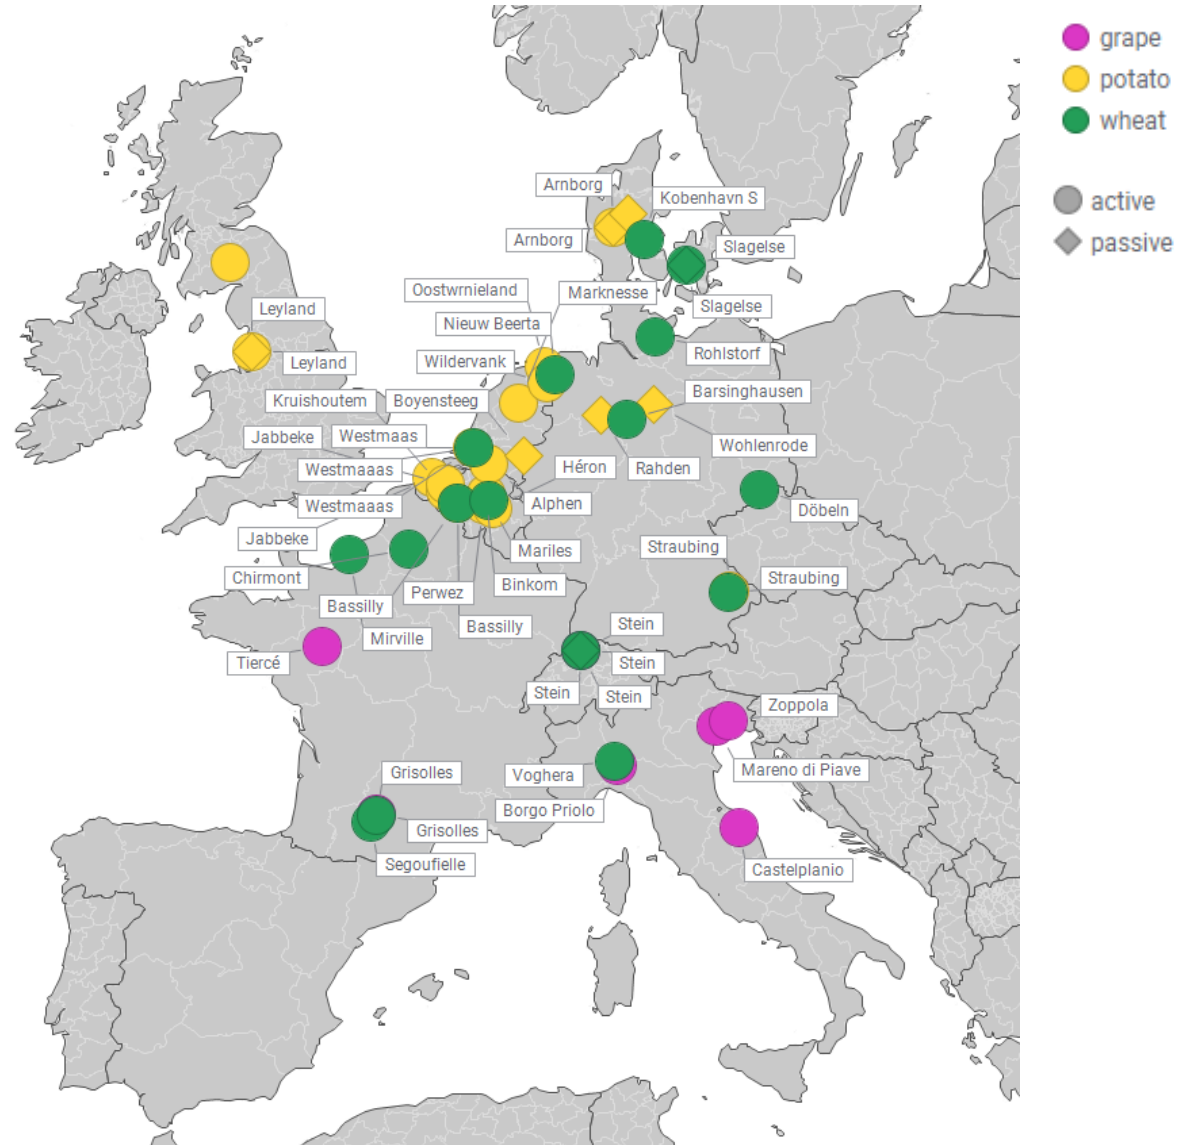 grape
potato
wheat
active
passive
Arnborg
Kobenhavn S
Arnborg
Slagelse
Oostwrnieland
Marknesse
Slagelse
Leyland
Nieuw Beerta
Rohlstorf
Leyland
Wildervank
Barsinghausen
Kruishoutem
Boyensteeg
Jabbeke
Westmaas
Wohlenrode
Westmaaas
Héron
Rahden
Westmaaas
Alphen
Döbeln
Jabbeke
Mariles
Straubing
Chirmont
Binkom
Straubing
Perwez
Bassilly
Bassilly
Mirville
Stein
Tiercé
Stein
Stein
Stein
Zoppola
Grisolles
Voghera
Mareno di Piave
Borgo Priolo
Grisolles
Segoufielle
Castelplanio